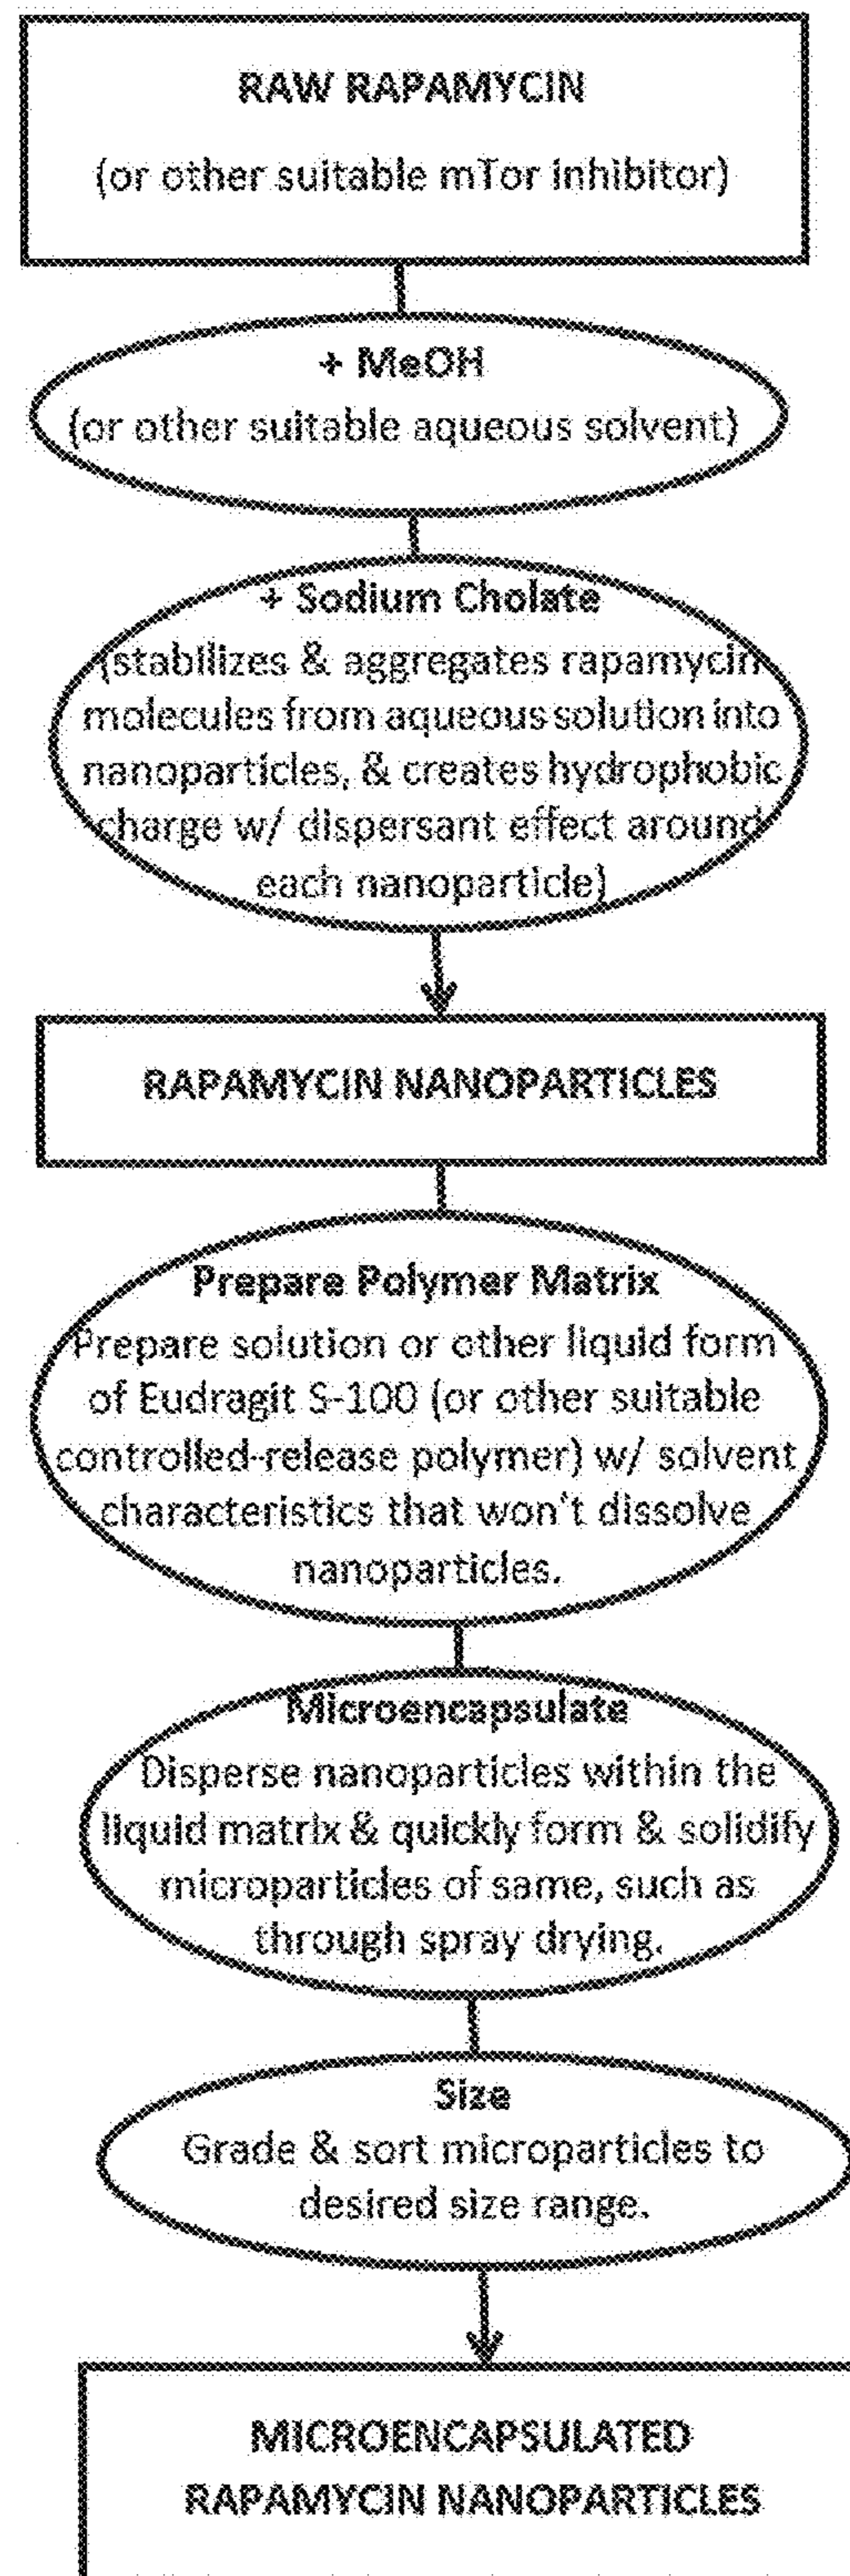 RAW RAPAMYCIN
(or other suitable mTor inhibitor)
+ MeOH
(or other suitable aqueous solvent)
+ Sodium Cholate
(stabilizes & aggregates rapamycin
molecules from aqueous solution into
nanoparticles, & creates hydrophobic
charge w/ dispersant effect around
each nanoparticle)
RAPAMYCIN NANOPARTICLES
Prepare Polymer Matrix
Prepare solution or other liquid form
of Eudragit S-100 (or other suitable
controlled-release polymer) w/ solvent
characteristics that won't dissolve
nanoparticles.
Microencapsulate
Disperse nanoparticles within the
liquid matrix & quickly form & solidify
microparticles of same, such as
through spray drying.
Size
Grade & sort microparticles to
desired size range.
MICROENCAPSULATED
RAPAMYCIN NANOPARTICLES